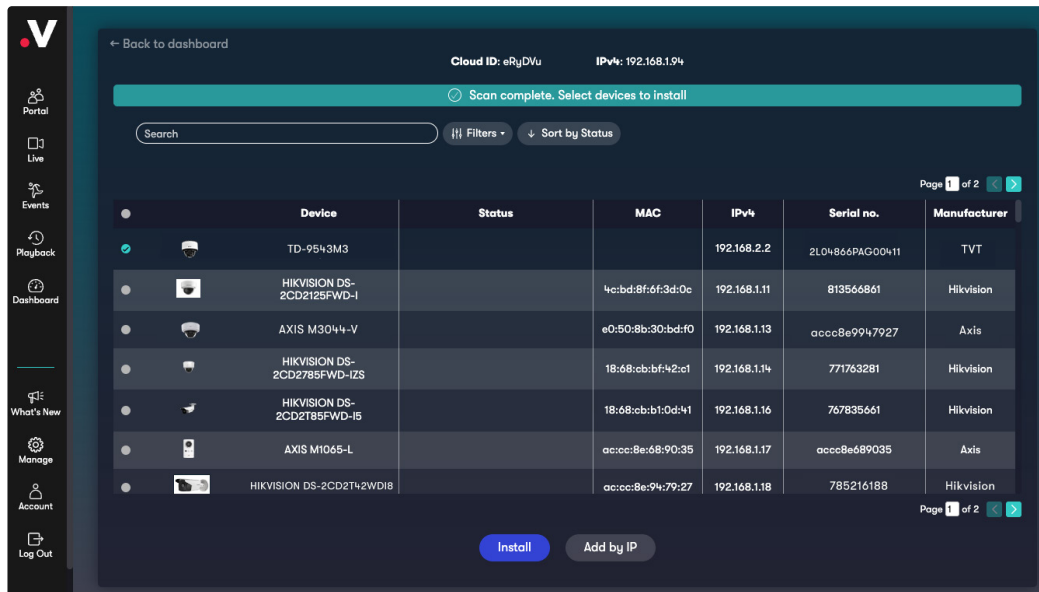 .V
← Back to dashboard
Cloud ID: eRyDVu IPv4: 192.168.1.94
Scan complete. Select devices to install
Search Filters Sort by Status
Page 1 of 2
Device Status MAC IPv4 Serial no. Manufacturer
TD-9543M3 192.168.2.2 2L04866PAG00411 TVT
HIKVISION DS-
2CD2125FWD-I 4c:bd:8f:6f:3d:0c 192.168.1.11 813566861 Hikvision
AXIS M3044-V e0:50:8b:30:bd:f0 192.168.1.13 accc8e9947927 Axis
HIKVISION DS-
2CD2785FWD-IZS 18:68:cb:bf:42:c1 192.168.1.14 771763281 Hikvision
HIKVISION DS-
2CD2T85FWD-I5 18:68:cb:b1:0d:41 192.168.1.16 767835661 Hikvision
AXIS M1065-L ac:cc:8e:68:90:35 192.168.1.17 accc8e689035 Axis
HIKVISION DS-2CD2T42WDI8 ac:cc:8e:94:79:27 192.168.1.18 785216188 Hikvision
Page 1 of 2
Install Add by IP
Portal
Live
Events
Playback
Dashboard
What's New
Manage
Account
Log Out